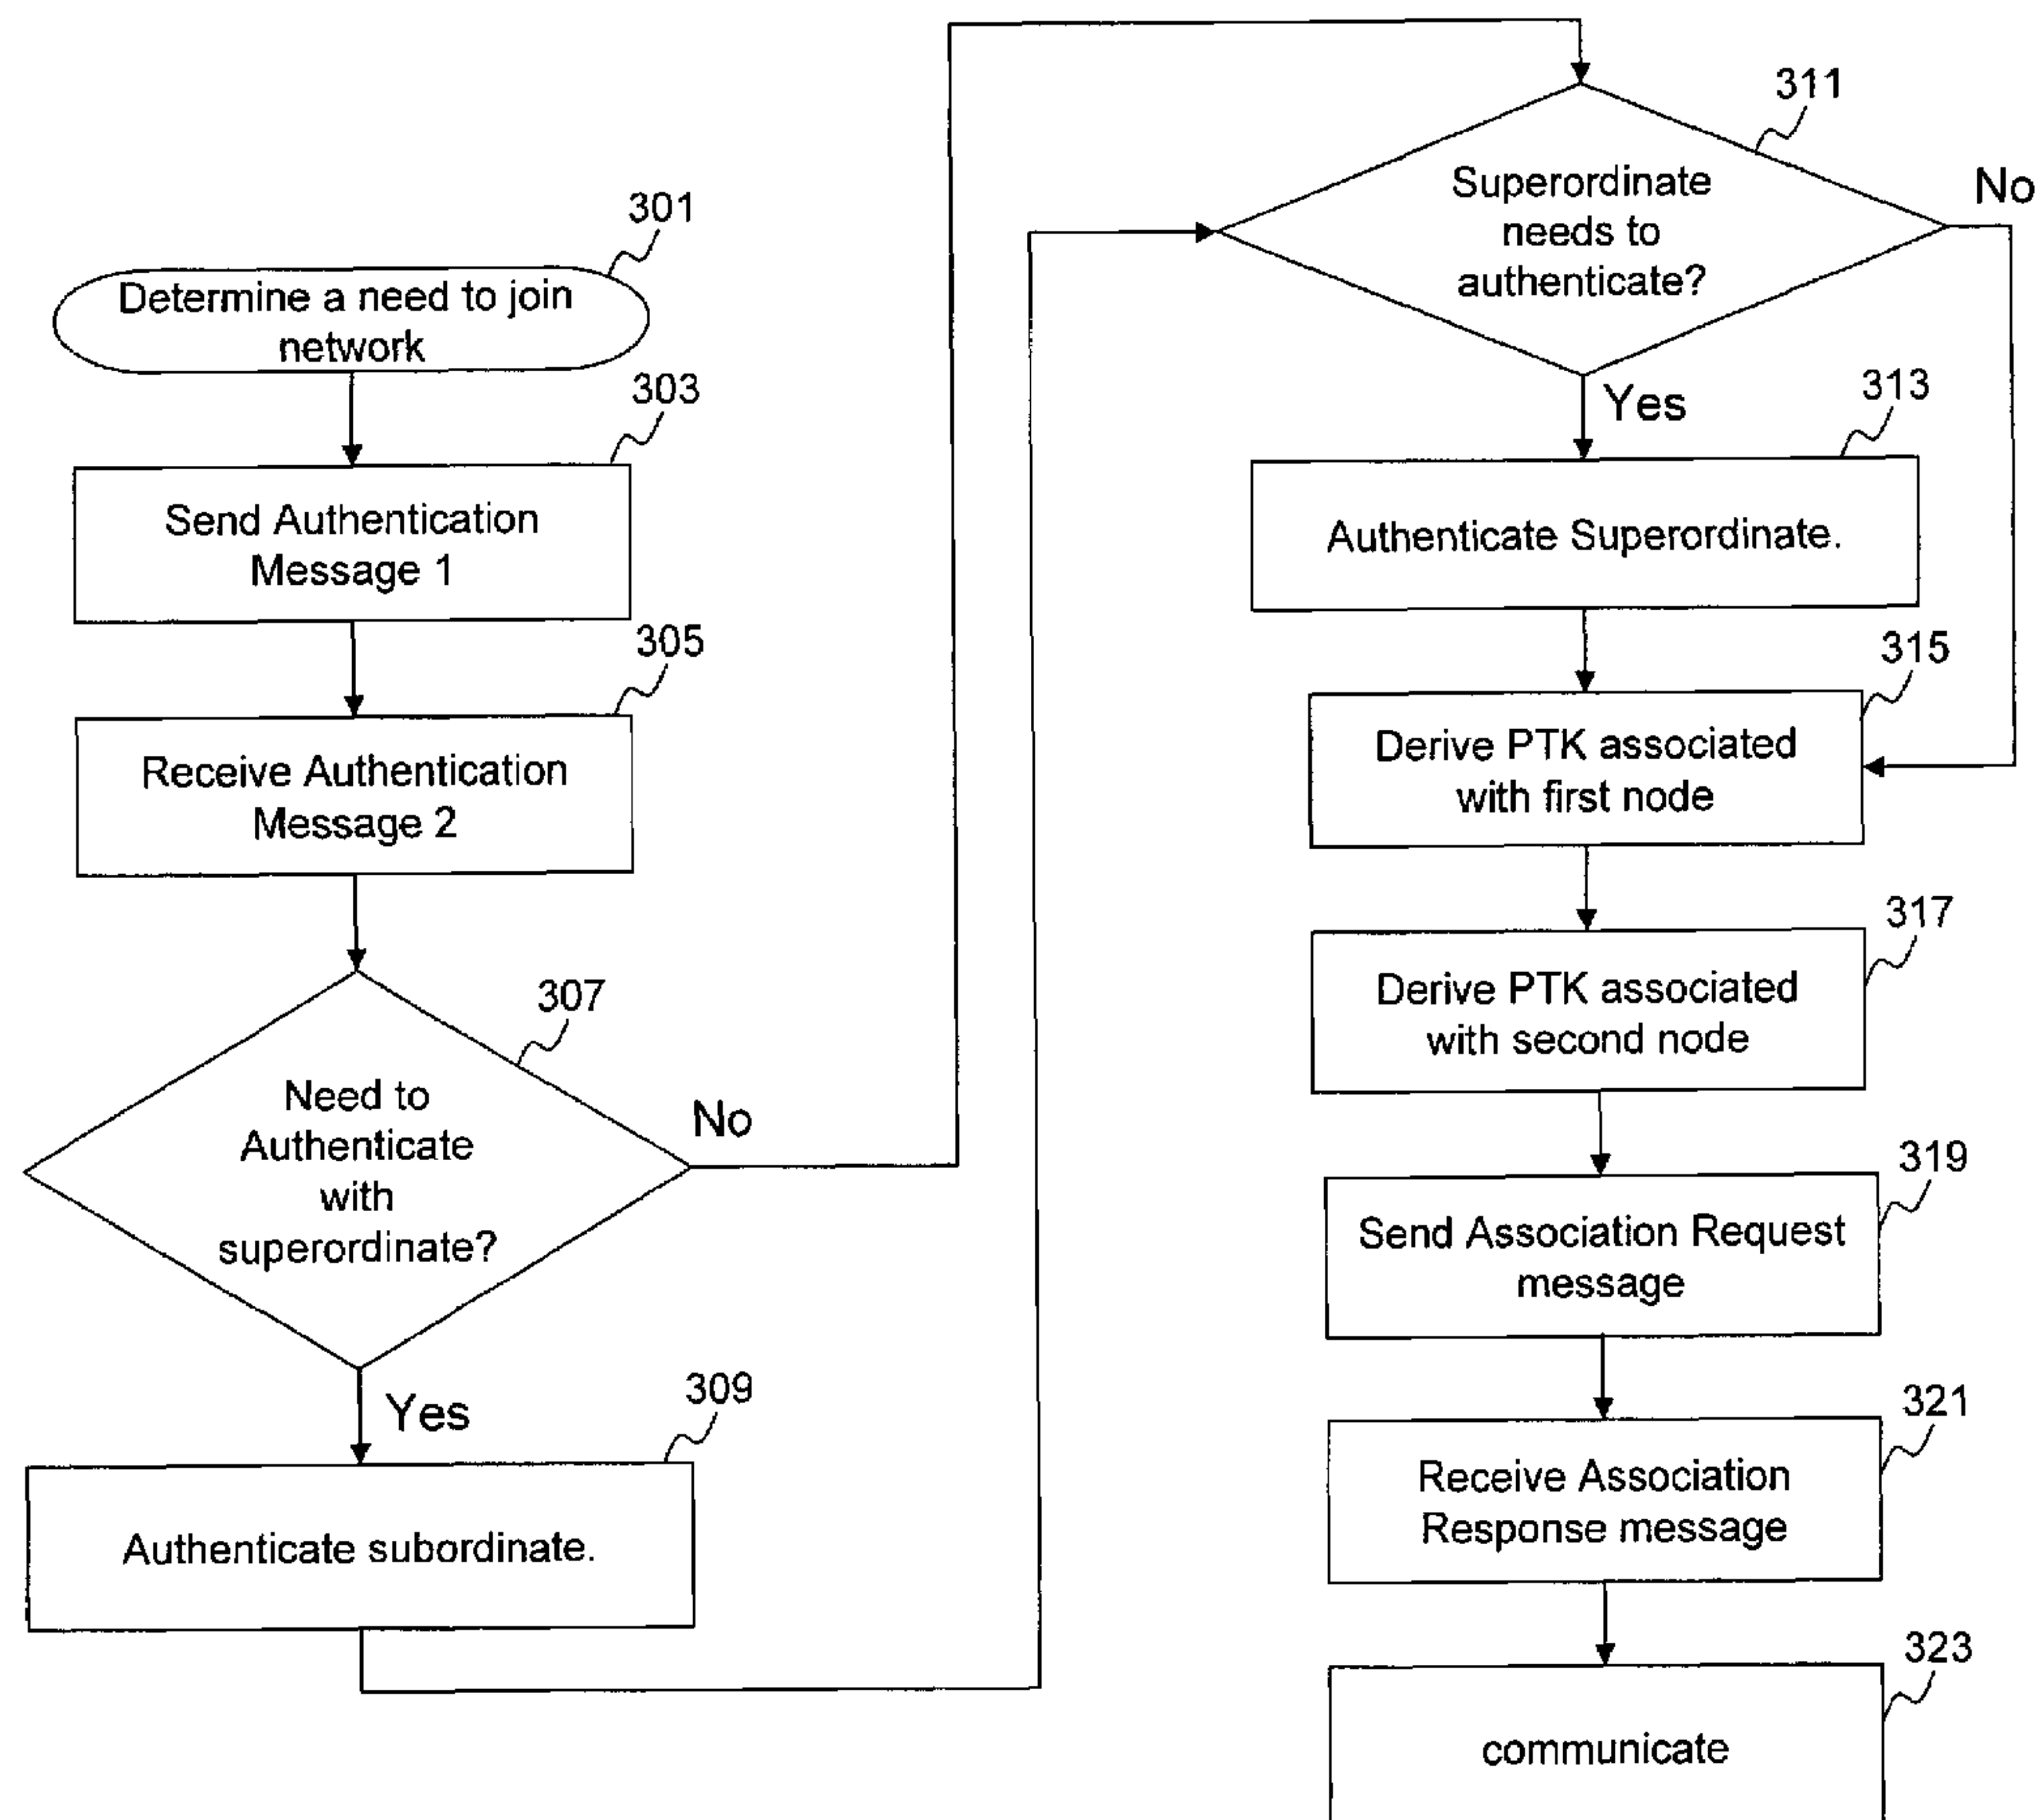 301
Determine a need to join
network
303
Send Authentication
Message 1
305
Receive Authentication
Message 2
307
Need to
Authenticate
with
superordinate?
No
Yes
309
Authenticate subordinate.
311
Superordinate
needs to
authenticate?
No
Yes
313
Authenticate Superordinate.
315
Derive PTK associated
with first node
317
Derive PTK associated
with second node
319
Send Association Request
message
321
Receive Association
Response message
323
communicate